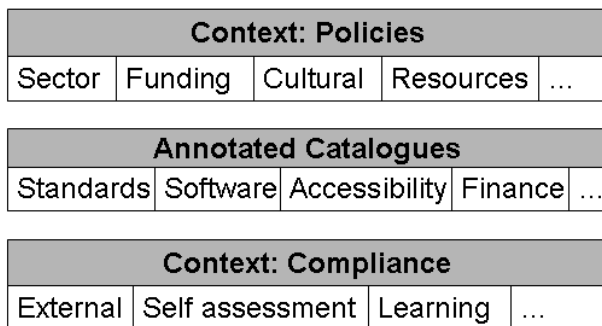 Context: Policies
Sector Funding Cultural Resources ...
Annotated Catalogues
Standards Software Accessibility Finance ...
Context: Compliance
External Self assessment Learning ...